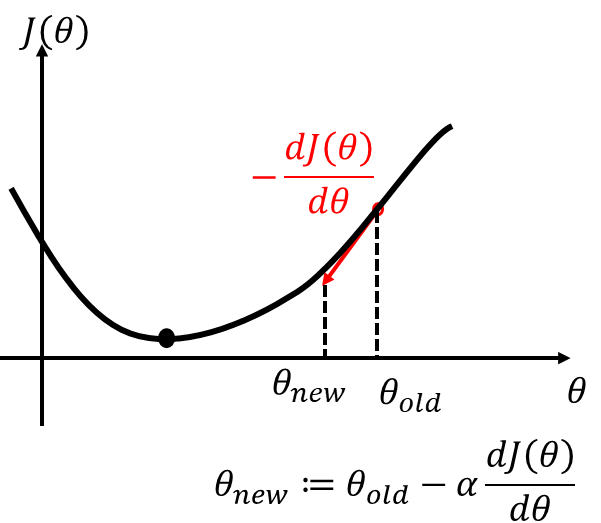 J(θ)
− dJ(θ)/dθ
θ_new
θ_old
θ
θ_new ≔ θ_old − α dJ(θ)/dθ